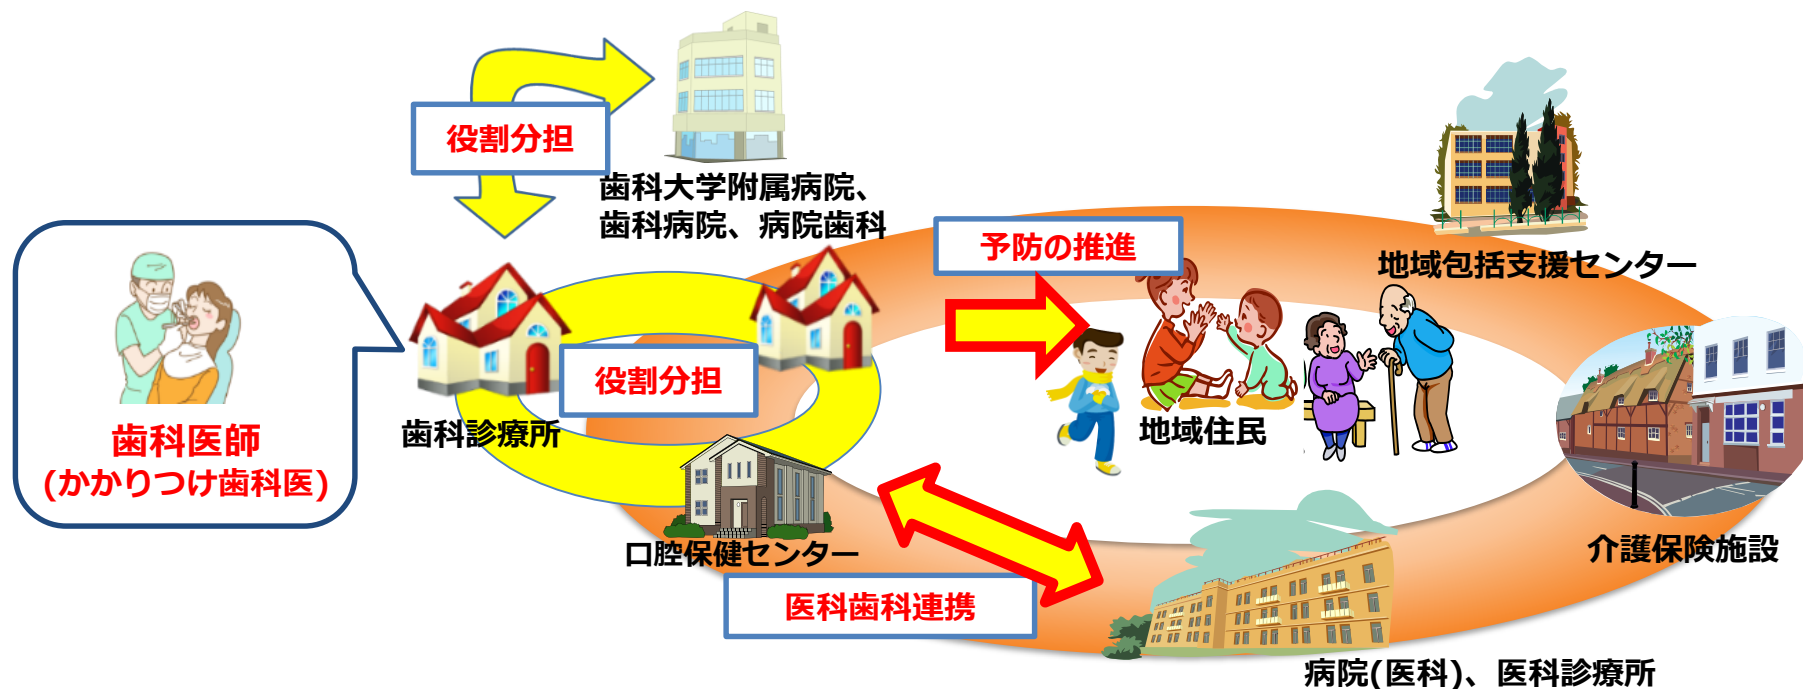 役割分担
歯科大学附属病院、
歯科病院、病院歯科
予防の推進
地域包括支援センター
歯科医師
(かかりつけ歯科医)
歯科診療所
役割分担
地域住民
口腔保健センター
介護保険施設
医科歯科連携
病院(医科)、医科診療所